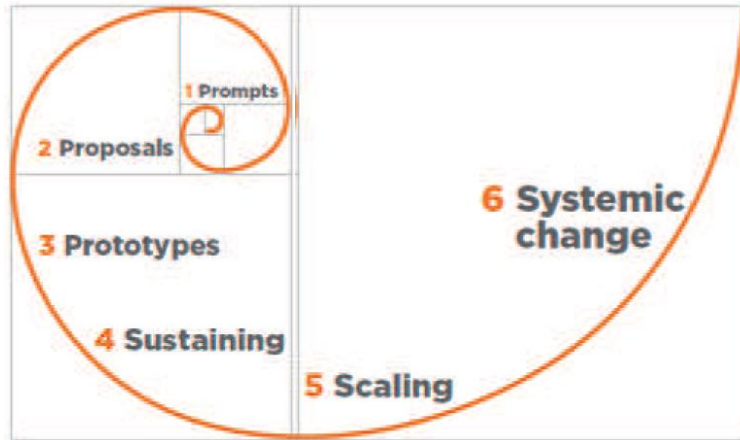 1 Prompts
2 Proposals
3 Prototypes
4 Sustaining
5 Scaling
6 Systemic
change